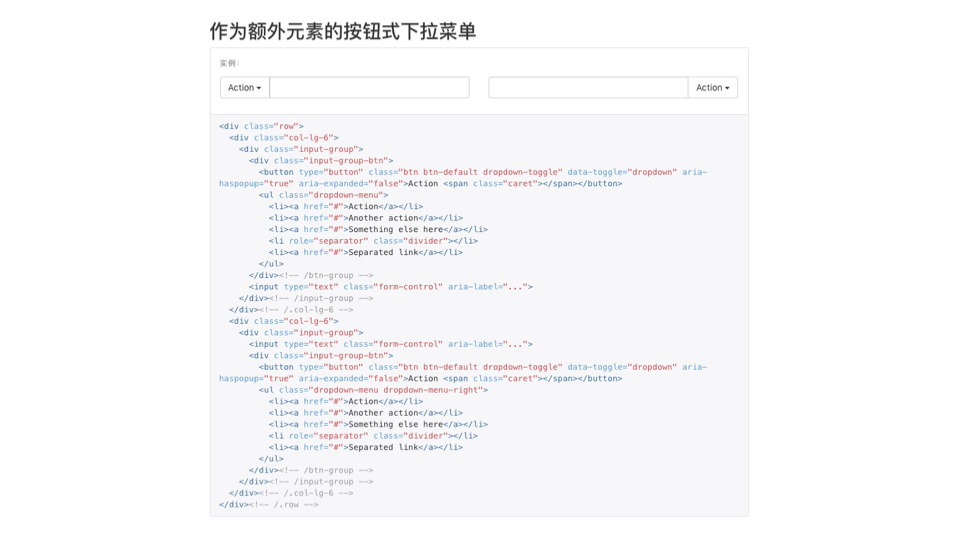 作为额外元素的按钮式下拉菜单
实例:
Action
Action
<div class="row">
  <div class="col-lg-6">
    <div class="input-group">
      <div class="input-group-btn">
        <button type="button" class="btn btn-default dropdown-toggle" data-toggle="dropdown" aria-
haspopup="true" aria-expanded="false">Action <span class="caret"></span></button>
        <ul class="dropdown-menu">
          <li><a href="#">Action</a></li>
          <li><a href="#">Another action</a></li>
          <li><a href="#">Something else here</a></li>
          <li role="separator" class="divider"></li>
          <li><a href="#">Separated link</a></li>
        </ul>
      </div><!-- /btn-group -->
      <input type="text" class="form-control" aria-label="...">
    </div><!-- /input-group -->
  </div><!-- /.col-lg-6 -->
  <div class="col-lg-6">
    <div class="input-group">
      <input type="text" class="form-control" aria-label="...">
      <div class="input-group-btn">
        <button type="button" class="btn btn-default dropdown-toggle" data-toggle="dropdown" aria-
haspopup="true" aria-expanded="false">Action <span class="caret"></span></button>
        <ul class="dropdown-menu dropdown-menu-right">
          <li><a href="#">Action</a></li>
          <li><a href="#">Another action</a></li>
          <li><a href="#">Something else here</a></li>
          <li role="separator" class="divider"></li>
          <li><a href="#">Separated link</a></li>
        </ul>
      </div><!-- /btn-group -->
    </div><!-- /input-group -->
  </div><!-- /.col-lg-6 -->
</div><!-- /.row -->